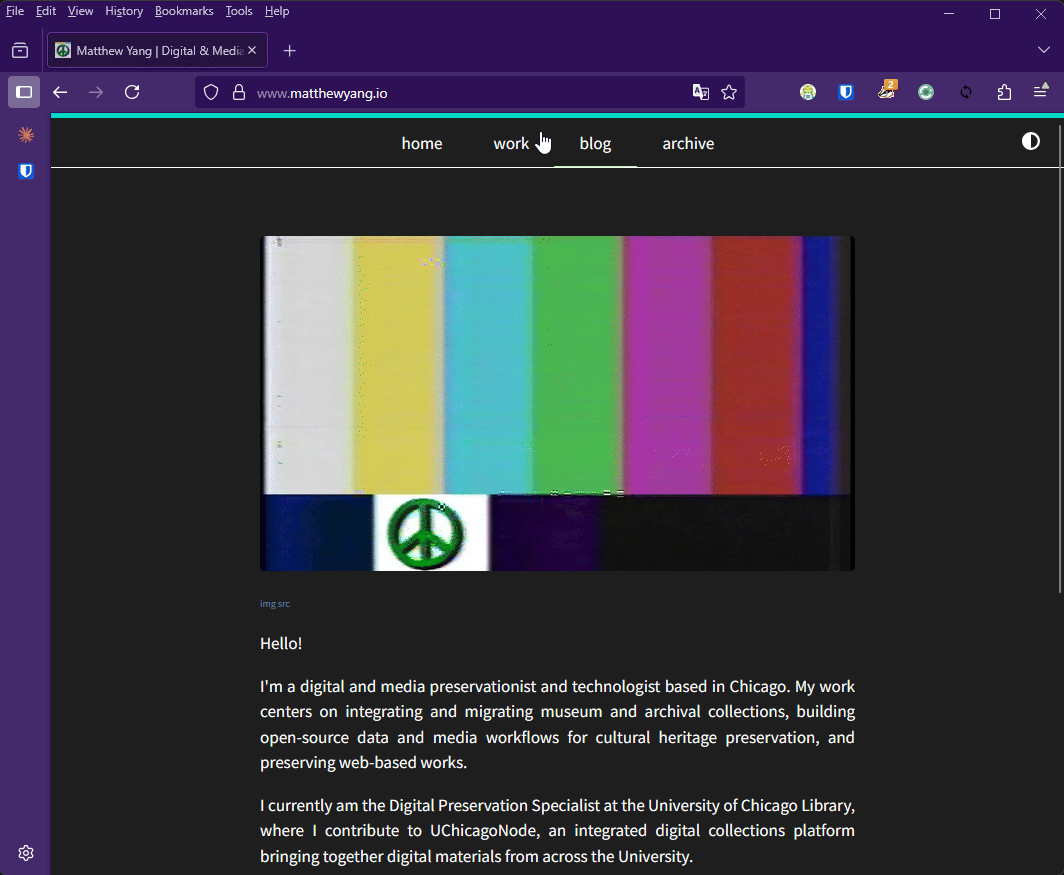 File Edit View History Bookmarks Tools Help
Matthew Yang | Digital & Media
www.matthewyang.io
2
home work blog archive
img src
Hello!
I'm a digital and media preservationist and technologist based in Chicago. My work
centers on integrating and migrating museum and archival collections, building
open-source data and media workflows for cultural heritage preservation, and
preserving web-based works.
I currently am the Digital Preservation Specialist at the University of Chicago Library,
where I contribute to UChicagoNode, an integrated digital collections platform
bringing together digital materials from across the University.